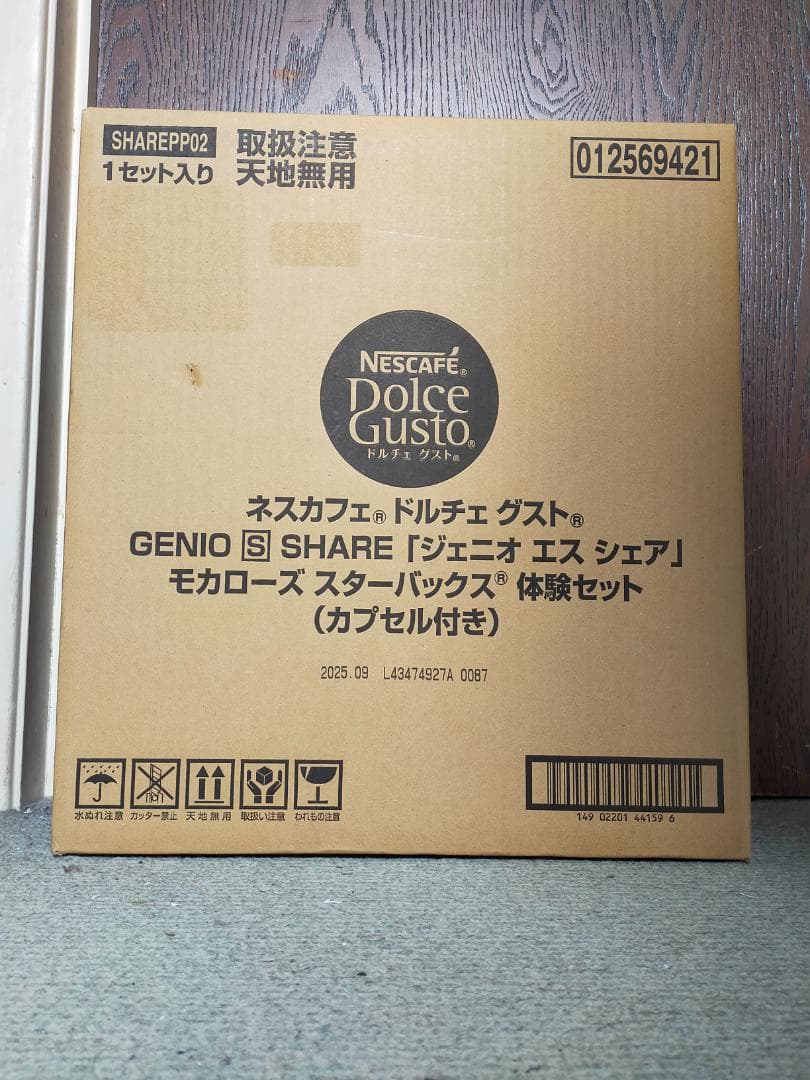 SHAREPP02 取扱注意
1セット入り 天地無用
012569421
NESCAFÉ®
Dolce
Gusto®
ドルチェ グスト®
ネスカフェ® ドルチェ グスト®
GENIO S SHARE「ジェニオ エス シェア」
モカローズ スターバックス® 体験セット
（カプセル付き）
2025.09 L43474927A 0087
水ぬれ注意 カッター禁止 天地無用 取扱い注意 われもの注意
149 02201 44159 6